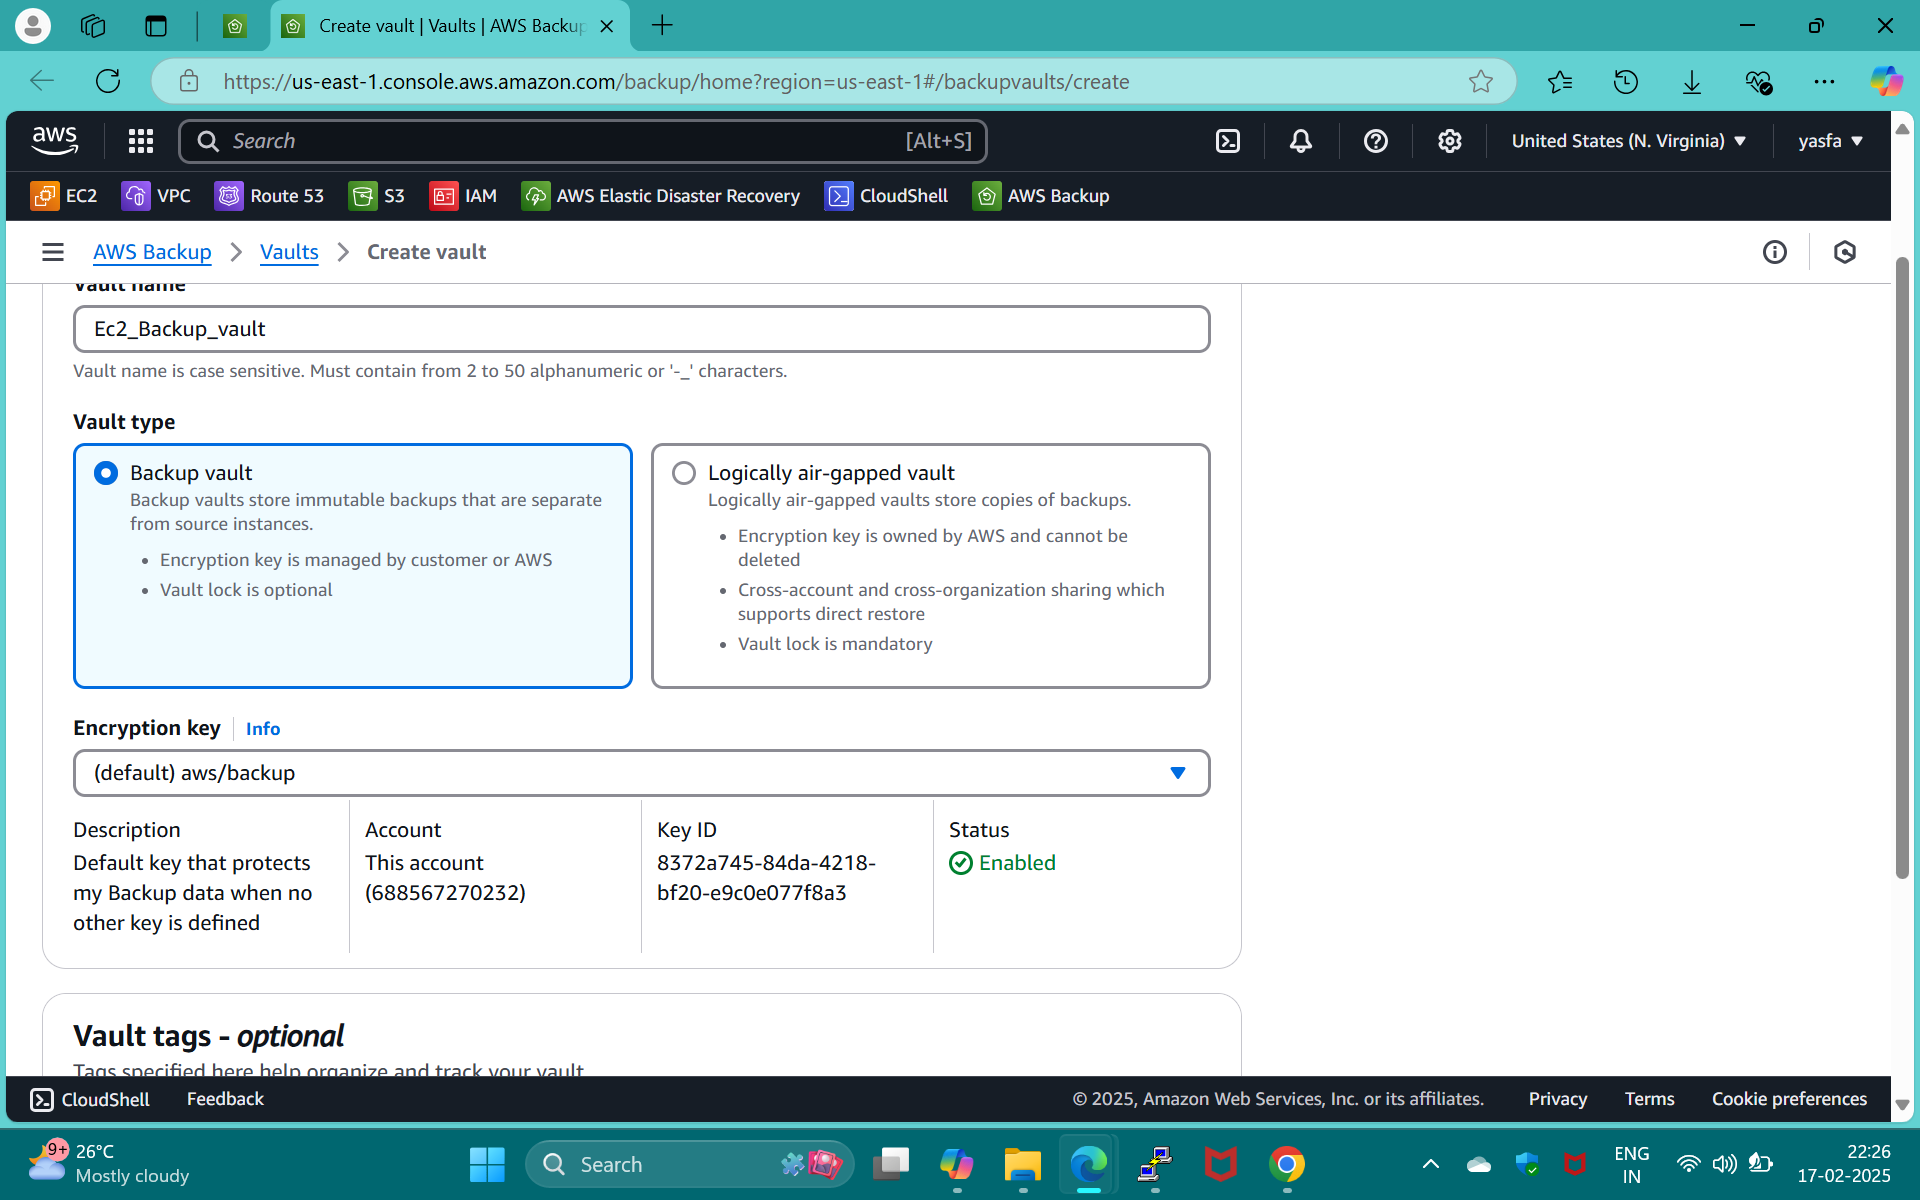 Create vault | Vaults | AWS Backup
https://us-east-1.console.aws.amazon.com/backup/home?region=us-east-1#/backupvaults/create
aws
Search [Alt+S]
United States (N. Virginia)
yasfa
EC2 VPC Route 53 S3 IAM AWS Elastic Disaster Recovery CloudShell AWS Backup
AWS Backup > Vaults > Create vault
Vault name
Ec2_Backup_vault
Vault name is case sensitive. Must contain from 2 to 50 alphanumeric or '-_' characters.
Vault type
Backup vault
Backup vaults store immutable backups that are separate
from source instances.
• Encryption key is managed by customer or AWS
• Vault lock is optional
Logically air-gapped vault
Logically air-gapped vaults store copies of backups.
• Encryption key is owned by AWS and cannot be
deleted
• Cross-account and cross-organization sharing which
supports direct restore
• Vault lock is mandatory
Encryption key Info
(default) aws/backup
Description
Default key that protects
my Backup data when no
other key is defined
Account
This account
(688567270232)
Key ID
8372a745-84da-4218-
bf20-e9c0e077f8a3
Status
Enabled
Vault tags - optional
Tags specified here help organize and track your vault
CloudShell Feedback
© 2025, Amazon Web Services, Inc. or its affiliates. Privacy Terms Cookie preferences
9+
26°C
Mostly cloudy
Search
ENG
IN
22:26
17-02-2025